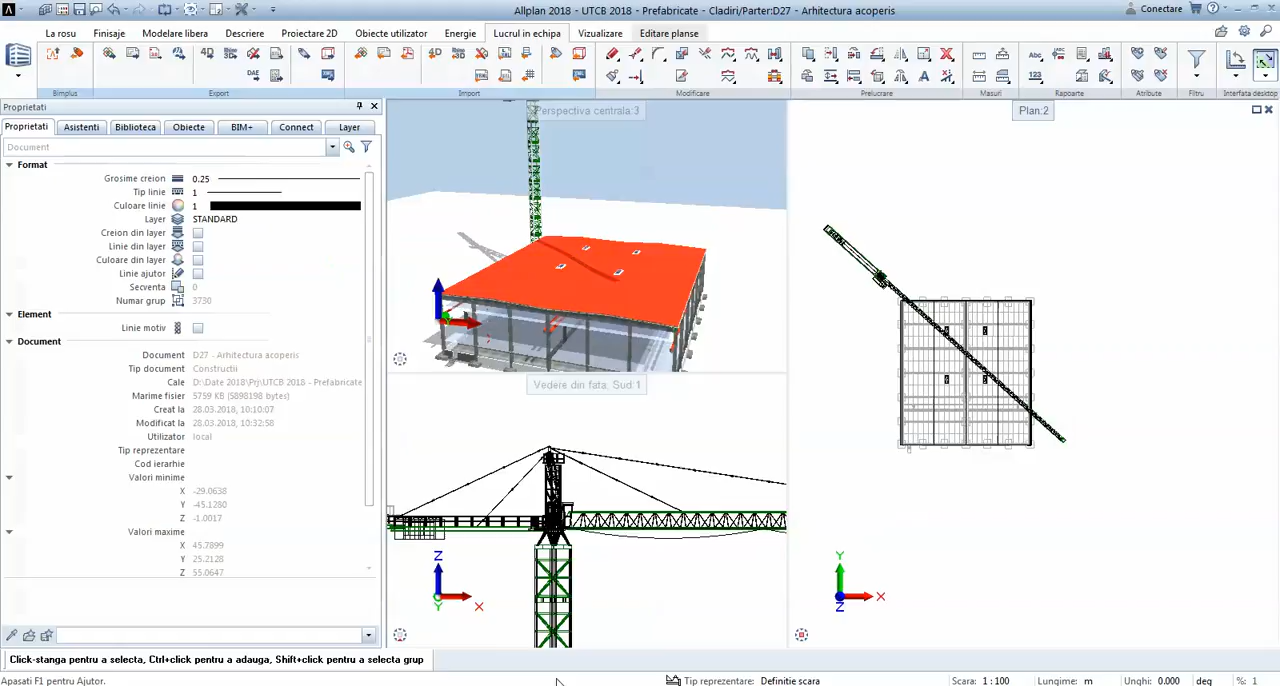 Allplan 2018 - UTCB 2018 - Prefabricate - Cladiri/Parter:D27 - Arhitectura acoperis
Conectare
La rosu Finisaje Modelare libera Descriere Proiectare 2D Obiecte utilizator Energie Lucrul in echipa Vizualizare Editare planse
Bimplus Export Import Modificare Prelucrare Masuri Rapoarte Atribute Filtru Interfata desktop
Proprietati
Proprietati Asistenti Biblioteca Obiecte BIM+ Connect Layer
Document
Format
Grosime creion 0.25
Tip linie 1
Culoare linie 1
Layer STANDARD
Creion din layer
Linie din layer
Culoare din layer
Linie ajutor
Secventa 0
Numar grup 3730
Element
Linie motiv
Document
Document D27 - Arhitectura acoperis
Tip document Constructii
Cale D:\Date 2018\Prj\UTCB 2018 - Prefabricate
Marime fisier 5759 KB (5898198 bytes)
Creat la 28.03.2018, 10:10:07
Modificat la 28.03.2018, 10:32:58
Utilizator local
Tip reprezentare
Cod ierarhie
Valori minime
X -29.0638
Y -45.1280
Z -1.0017
Valori maxime
X 45.7899
Y 25.2128
Z 55.0647
Perspectiva centrala:3
Vedere din fata, Sud:1
Z
Y
X
Plan:2
Y
X
Z
Click-stanga pentru a selecta, Ctrl+click pentru a adauga, Shift+click pentru a selecta grup
Apasati F1 pentru Ajutor. Tip reprezentare: Definitie scara Scara: 1 : 100 Lungime: m Unghi: 0.000 deg %: 1